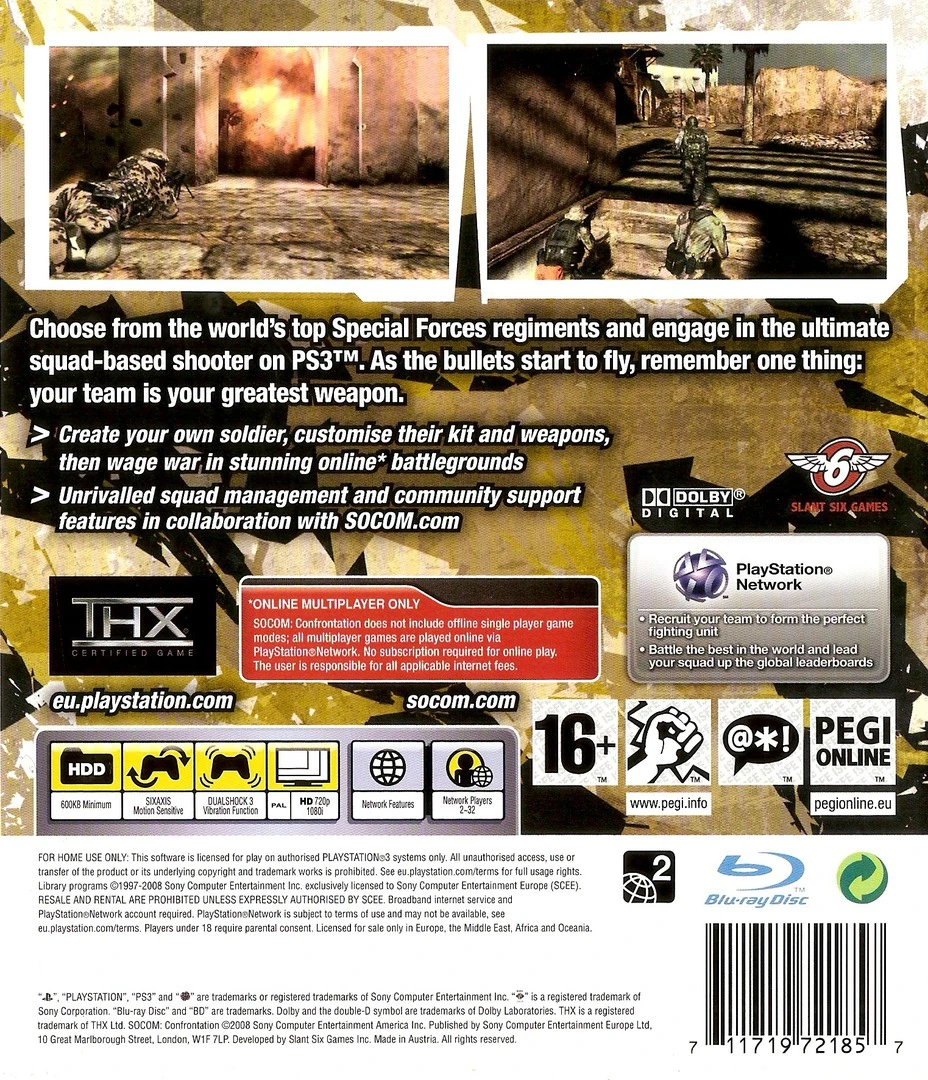 Choose from the world's top Special Forces regiments and engage in the ultimate
squad-based shooter on PS3™. As the bullets start to fly, remember one thing:
your team is your greatest weapon.
> Create your own soldier, customise their kit and weapons,
then wage war in stunning online* battlegrounds
> Unrivalled squad management and community support
features in collaboration with SOCOM.com
DOLBY®
DIGITAL
6
SLANT SIX GAMES
THX
CERTIFIED GAME
*ONLINE MULTIPLAYER ONLY
SOCOM: Confrontation does not include offline single player game
modes; all multiplayer games are played online via
PlayStation®Network. No subscription required for online play.
The user is responsible for all applicable internet fees.
PlayStation®
Network
SM
• Recruit your team to form the perfect
fighting unit
• Battle the best in the world and lead
your squad up the global leaderboards
eu.playstation.com
socom.com
HDD
600KB Minimum
SIXAXIS
Motion Sensitive
DUALSHOCK 3
Vibration Function
PAL
HD 720p
1080i
Network Features
Network Players
2-32
16+
™
™
@*!
™
PEGI
ONLINE
™
www.pegi.info
pegionline.eu
FOR HOME USE ONLY: This software is licensed for play on authorised PLAYSTATION®3 systems only. All unauthorised access, use or
transfer of the product or its underlying copyright and trademark works is prohibited. See eu.playstation.com/terms for full usage rights.
Library programs ©1997-2008 Sony Computer Entertainment Inc. exclusively licensed to Sony Computer Entertainment Europe (SCEE).
RESALE AND RENTAL ARE PROHIBITED UNLESS EXPRESSLY AUTHORISED BY SCEE. Broadband internet service and
PlayStation®Network account required. PlayStation®Network is subject to terms of use and may not be available, see
eu.playstation.com/terms. Players under 18 require parental consent. Licensed for sale only in Europe, the Middle East, Africa and Oceania.
2
Blu-ray Disc
™
"", "PLAYSTATION", "PS3" and "" are trademarks or registered trademarks of Sony Computer Entertainment Inc. "" is a registered trademark of
Sony Corporation. "Blu-ray Disc" and "BD" are trademarks. Dolby and the double-D symbol are trademarks of Dolby Laboratories. THX is a registered
trademark of THX Ltd. SOCOM: Confrontation ©2008 Sony Computer Entertainment America Inc. Published by Sony Computer Entertainment Europe Ltd,
10 Great Marlborough Street, London, W1F 7LP. Developed by Slant Six Games Inc. Made in Austria. All rights reserved.
7 11719 72185 7